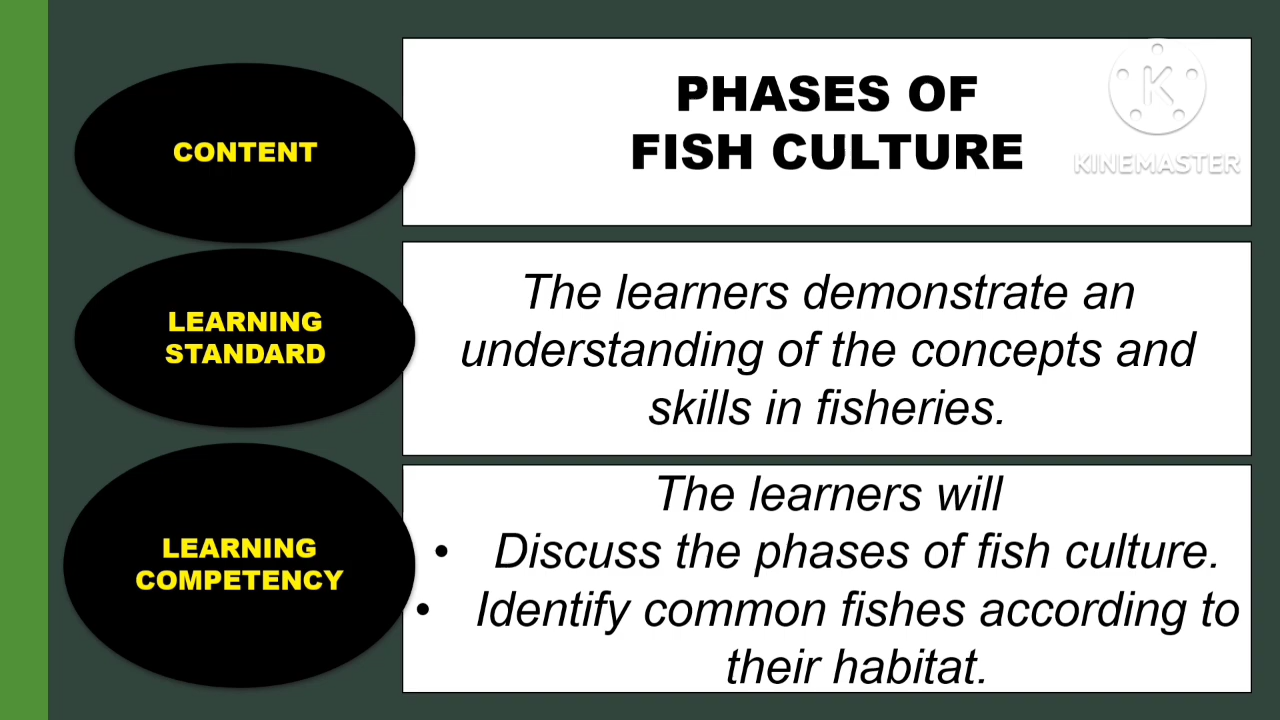 CONTENT
PHASES OF
FISH CULTURE
K
KINEMASTER
LEARNING
STANDARD
The learners demonstrate an
understanding of the concepts and
skills in fisheries.
LEARNING
COMPETENCY
The learners will
• Discuss the phases of fish culture.
• Identify common fishes according to
their habitat.